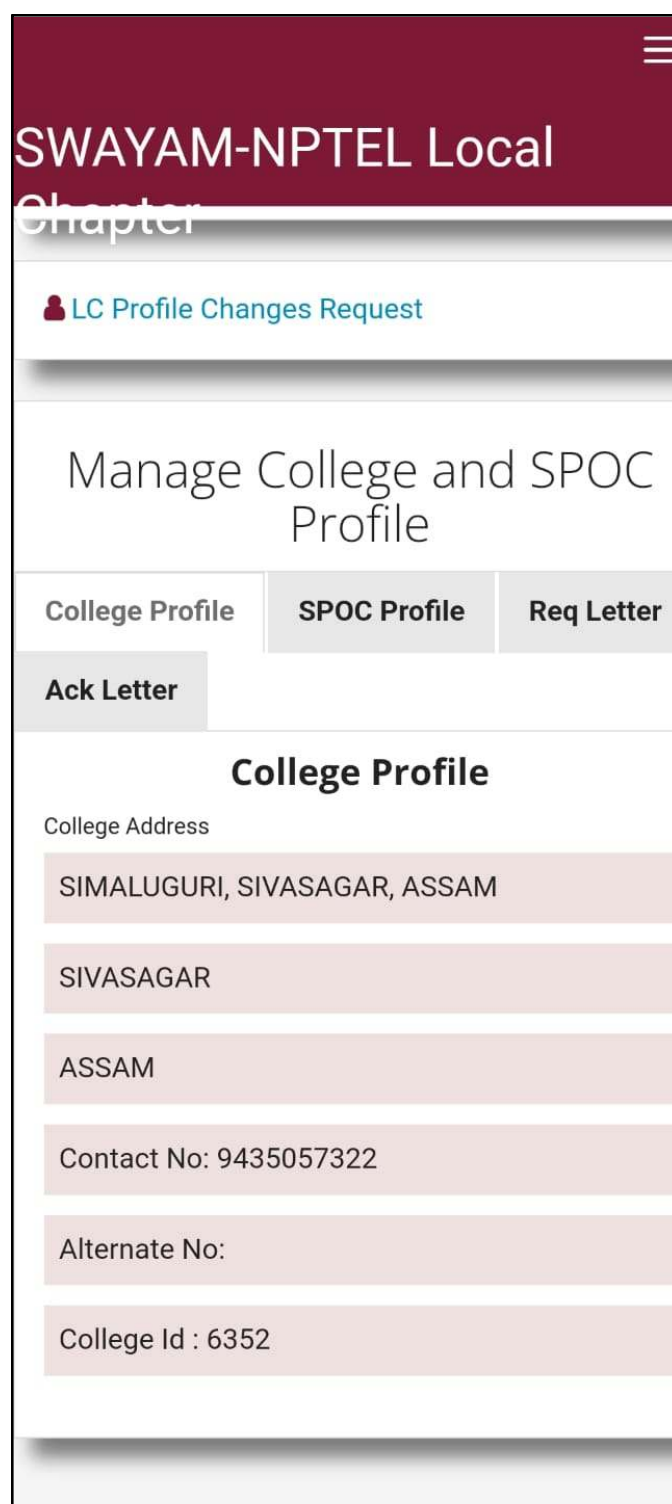 SWAYAM-NPTEL Local
Chapter
LC Profile Changes Request
Manage College and SPOC
Profile
College Profile SPOC Profile Req Letter
Ack Letter
College Profile
College Address
SIMALUGURI, SIVASAGAR, ASSAM
SIVASAGAR
ASSAM
Contact No: 9435057322
Alternate No:
College Id : 6352